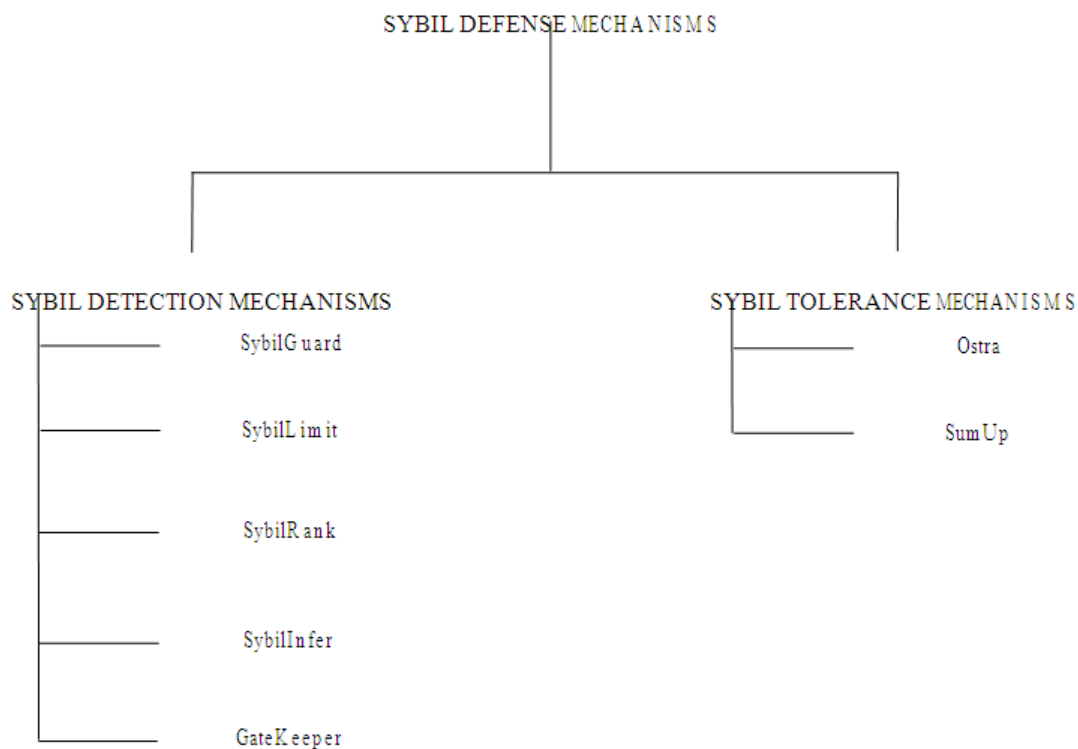 SYBIL DEFENSE MECHANISMS
SYBIL DETECTION MECHANISMS
SybilGuard
SybilLimit
SybilRank
SybilInfer
GateKeeper
SYBIL TOLERANCE MECHANISMS
Ostra
SumUp